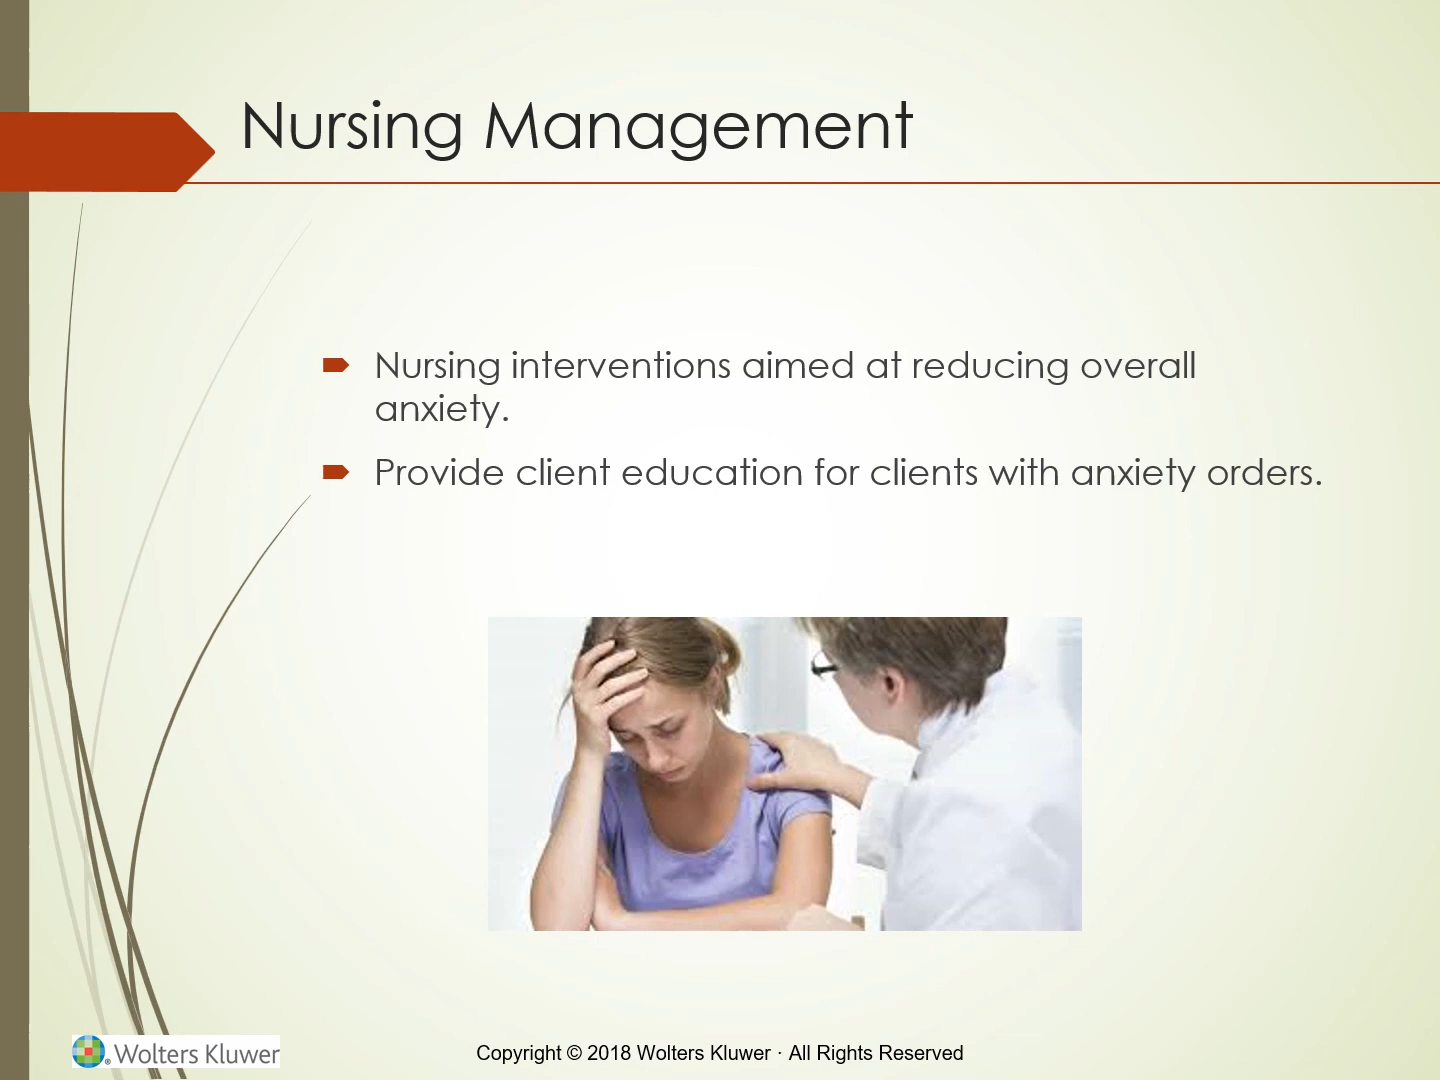 Nursing Management
Nursing interventions aimed at reducing overall
anxiety.
Provide client education for clients with anxiety orders.
® Wolters Kluwer
Copyright © 2018 Wolters Kluwer · All Rights Reserved